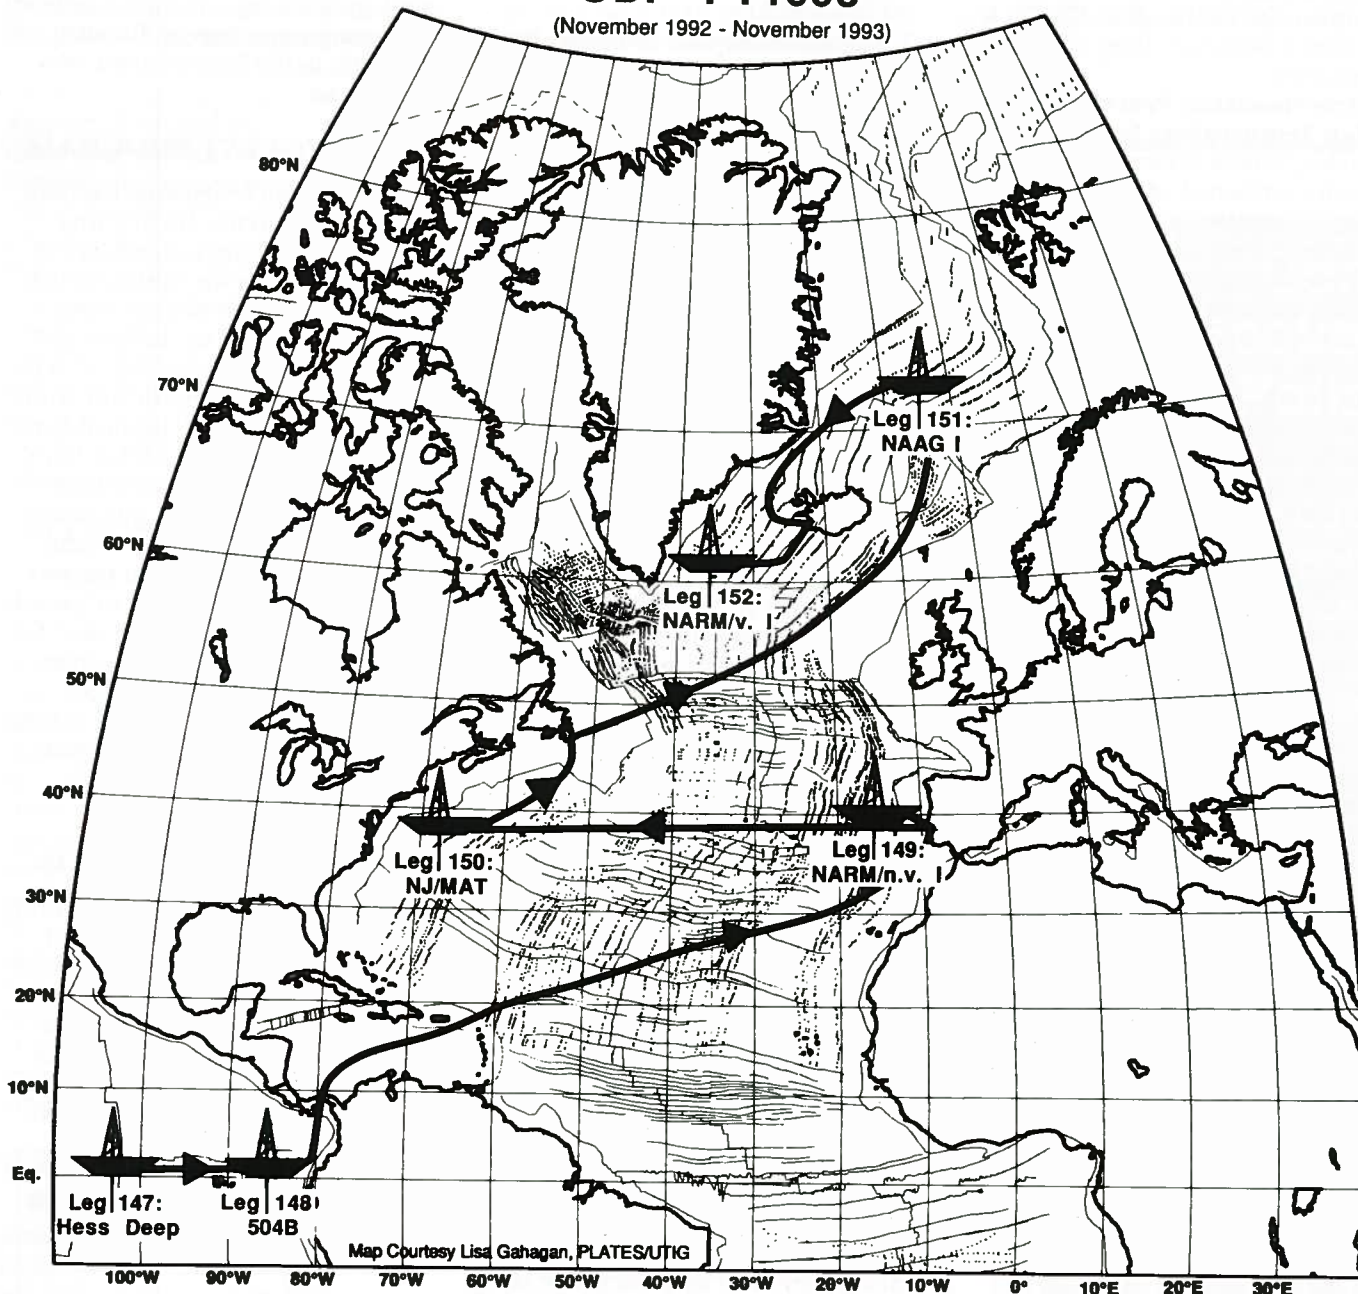 (November 1992 - November 1993)
80°N
70°N
Leg 151:
NAAG I
60°N
Leg 152:
NARM/v. I
50°N
40°N
Leg 150:
NJ/MAT
Leg 149:
NARM/n.v. I
30°N
20°N
10°N
Eq.
Leg 147:
Hess Deep
Leg 148:
504B
Map Courtesy Lisa Gahagan, PLATES/UTIG
100°W 90°W 80°W 70°W 60°W 50°W 40°W 30°W 20°W 10°W 0° 10°E 20°E 30°E